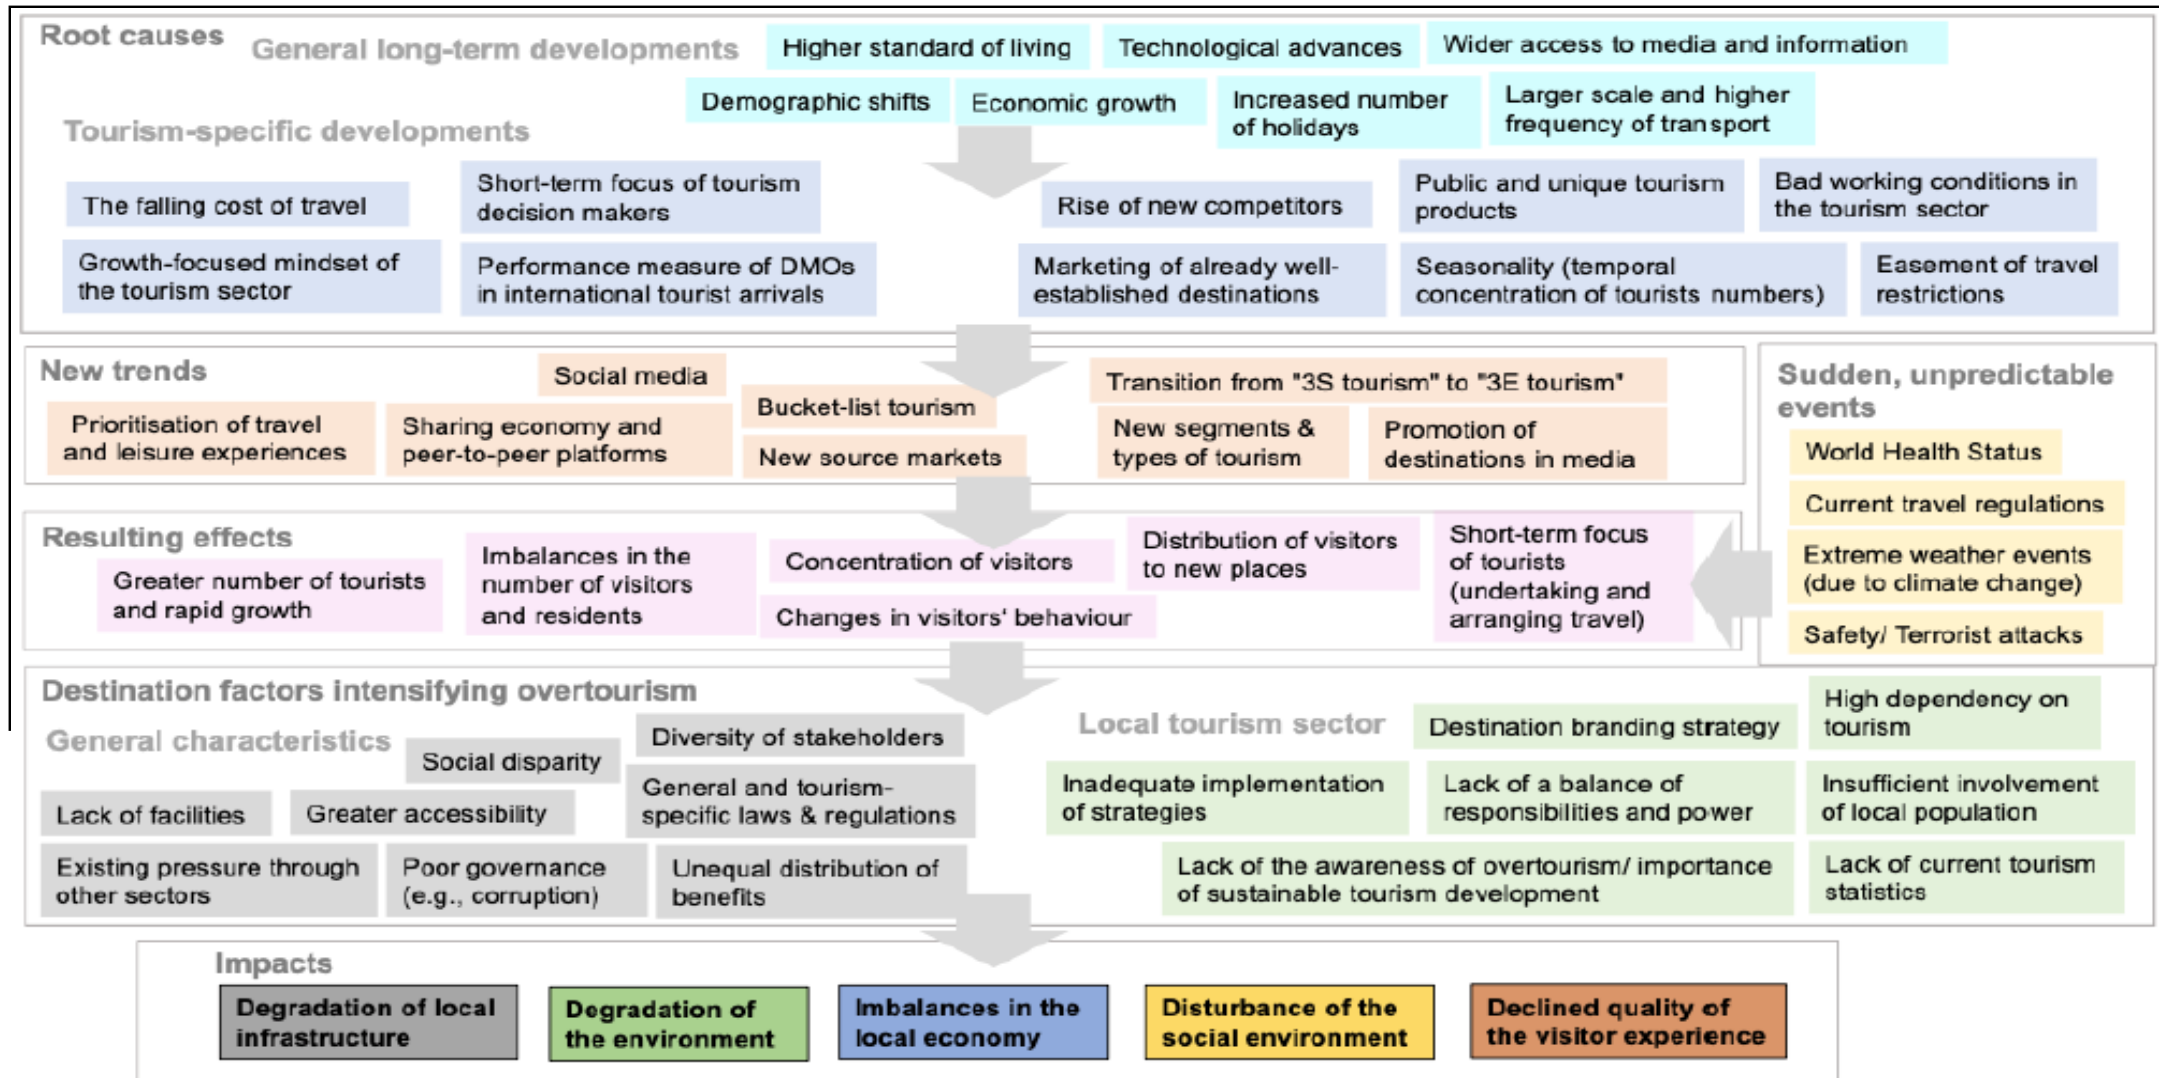 Root causes
General long-term developments
Higher standard of living
Technological advances
Wider access to media and information
Demographic shifts
Economic growth
Increased number
of holidays
Larger scale and higher
frequency of transport
Tourism-specific developments
The falling cost of travel
Short-term focus of tourism
decision makers
Rise of new competitors
Public and unique tourism
products
Bad working conditions in
the tourism sector
Growth-focused mindset of
the tourism sector
Performance measure of DMOs
in international tourist arrivals
Marketing of already well-
established destinations
Seasonality (temporal
concentration of tourists numbers)
Easement of travel
restrictions
New trends
Social media
Transition from "3S tourism" to "3E tourism"
Prioritisation of travel
and leisure experiences
Sharing economy and
peer-to-peer platforms
Bucket-list tourism
New source markets
New segments &
types of tourism
Promotion of
destinations in media
Sudden, unpredictable
events
World Health Status
Current travel regulations
Extreme weather events
(due to climate change)
Safety/ Terrorist attacks
Resulting effects
Greater number of tourists
and rapid growth
Imbalances in the
number of visitors
and residents
Concentration of visitors
Changes in visitors' behaviour
Distribution of visitors
to new places
Short-term focus
of tourists
(undertaking and
arranging travel)
Destination factors intensifying overtourism
General characteristics
Social disparity
Diversity of stakeholders
Lack of facilities
Greater accessibility
General and tourism-
specific laws & regulations
Existing pressure through
other sectors
Poor governance
(e.g., corruption)
Unequal distribution of
benefits
Local tourism sector
Destination branding strategy
High dependency on
tourism
Inadequate implementation
of strategies
Lack of a balance of
responsibilities and power
Insufficient involvement
of local population
Lack of the awareness of overtourism/ importance
of sustainable tourism development
Lack of current tourism
statistics
Impacts
Degradation of local
infrastructure
Degradation of
the environment
Imbalances in the
local economy
Disturbance of the
social environment
Declined quality of
the visitor experience